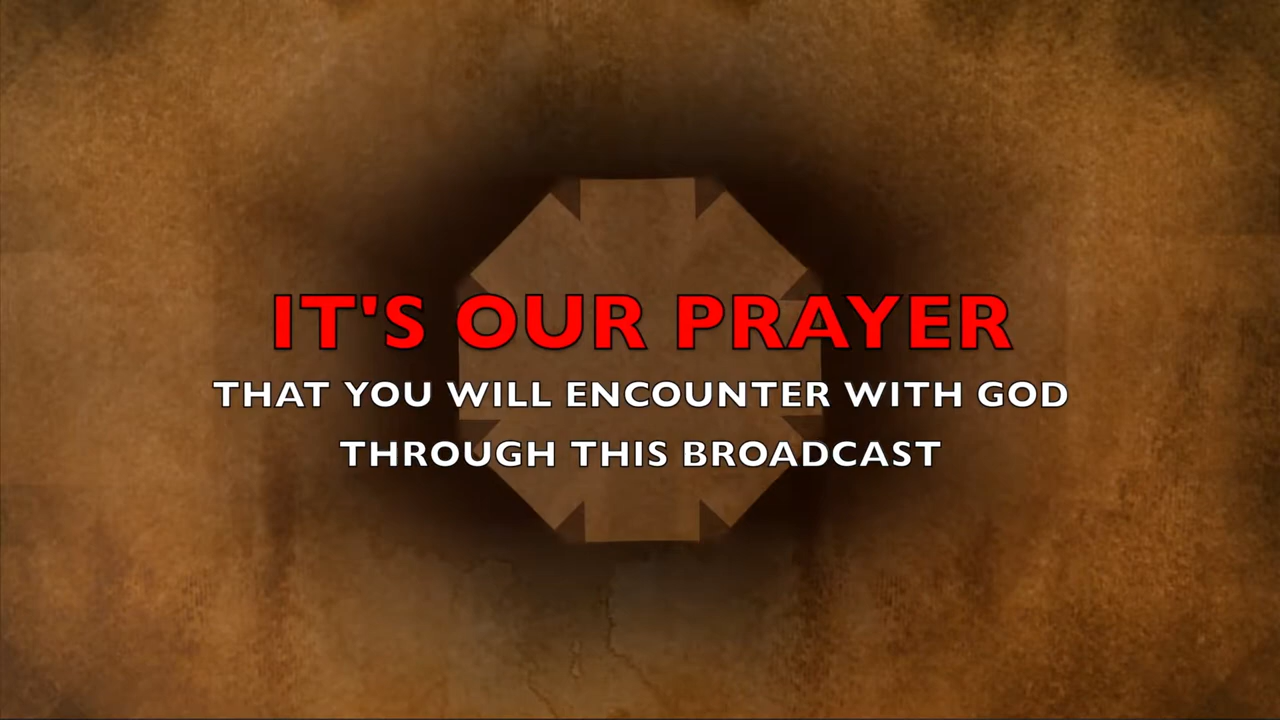 IT'S OUR PRAYER
THAT YOU WILL ENCOUNTER WITH GOD
THROUGH THIS BROADCAST